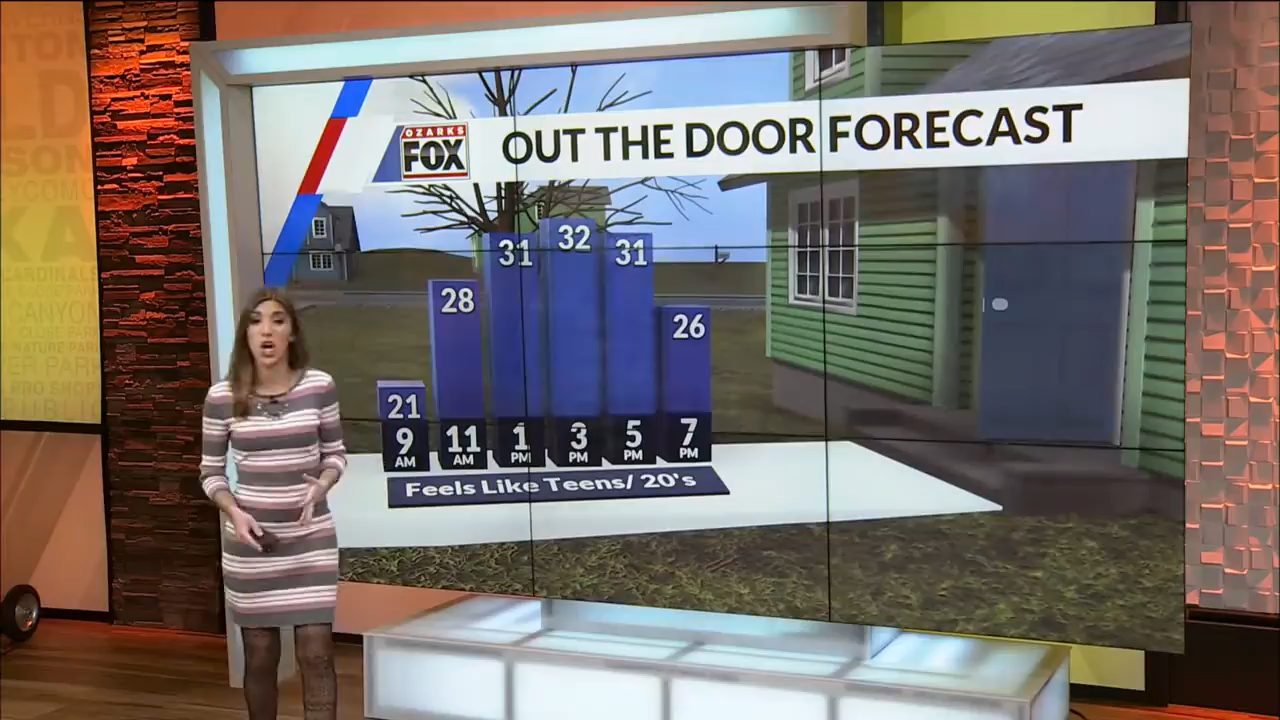 OZARKS
FOX
OUT THE DOOR FORECAST
21 28 31 32 31 26
9 11 1 3 5 7
AM AM PM PM PM PM
Feels Like Teens/ 20's
CARDINALS
CANYON
NATURE PARK
PRO SHOPS